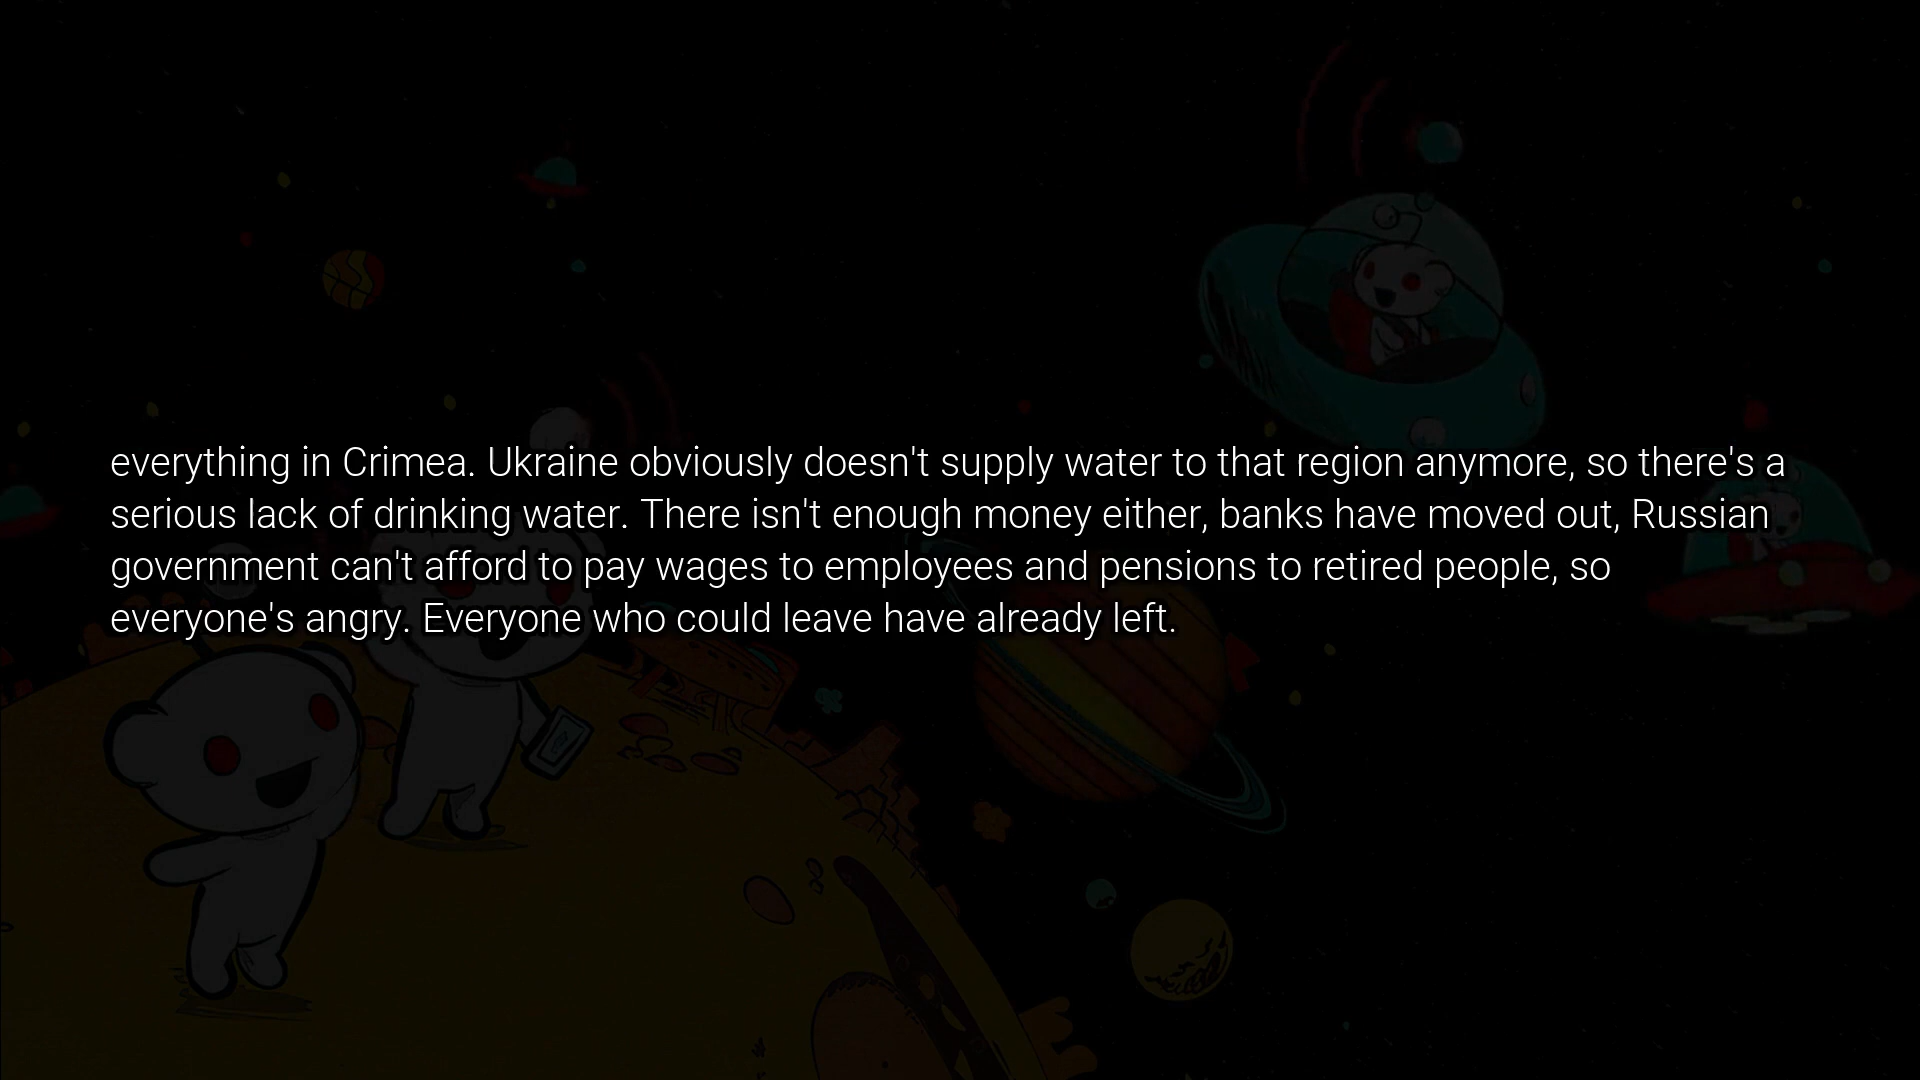 everything in Crimea. Ukraine obviously doesn't supply water to that region anymore, so there's a
serious lack of drinking water. There isn't enough money either, banks have moved out, Russian
government can't afford to pay wages to employees and pensions to retired people, so
everyone's angry. Everyone who could leave have already left.